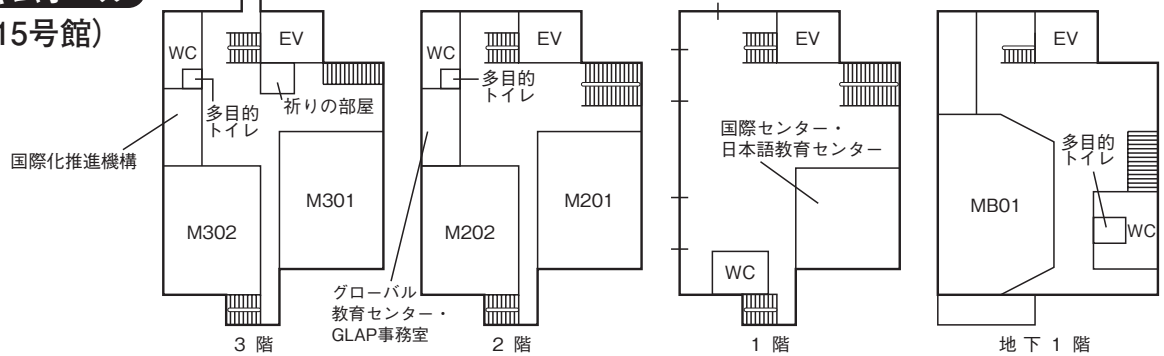 15号館)
WC
EV
多目的
トイレ
祈りの部屋
国際化推進機構
M301
M302
3 階
WC
EV
多目的
トイレ
M201
M202
グローバル
教育センター・
GLAP事務室
2 階
EV
国際センター・
日本語教育センター
WC
1 階
EV
多目的
トイレ
MB01
WC
地 下 1 階